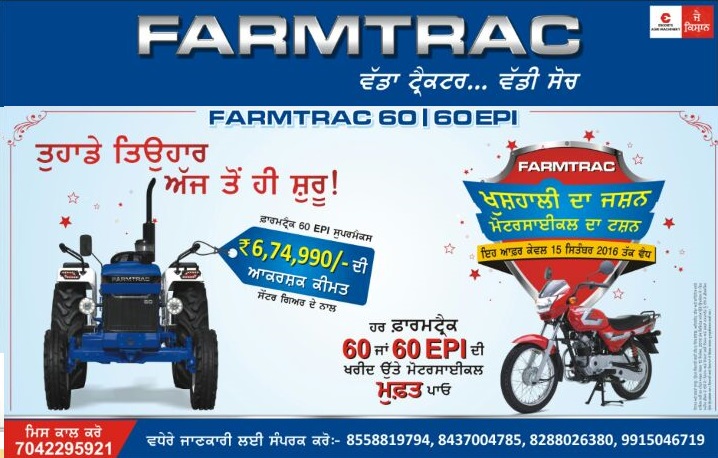 FARMTRAC
ਵੱਡਾ ਟ੍ਰੈਕਟਰ... ਵੱਡੀ ਸੋਚ
ਜੈ
ਕਿਸਾਨ
FARMTRAC 60 | 60 EPI
ਤੁਹਾਡੇ ਤਿਉਹਾਰ
ਅੱਜ ਤੋਂ ਹੀ ਸ਼ੁਰੂ!
ਫ਼ਾਰਮਟ੍ਰੈਕ 60 EPI ਸੁਪਰਮੈਕਸ
₹6,74,990/- ਦੀ
ਆਕਰਸ਼ਕ ਕੀਮਤ
ਸੇਂਟਰ ਗਿਅਰ ਦੇ ਨਾਲ
FARMTRAC
60
FARMTRAC
ਖੁਸ਼ਹਾਲੀ ਦਾ ਜਸ਼ਨ
ਮੋਟਰਸਾਈਕਲ ਦਾ ਟਸ਼ਨ
ਇਹ ਆਫ਼ਰ ਕੇਵਲ 15 ਸਿਤੰਬਰ 2016 ਤੱਕ ਵੈਧ
ਹਰ ਫ਼ਾਰਮਟ੍ਰੈਕ
60 ਜਾਂ 60 EPI ਦੀ
ਖਰੀਦ ਉੱਤੇ ਮੋਟਰਸਾਈਕਲ
ਮੁਫ਼ਤ ਪਾਓ
ਮਿਸ ਕਾਲ ਕਰੋ
7042295921
ਵਧੇਰੇ ਜਾਣਕਾਰੀ ਲਈ ਸੰਪਰਕ ਕਰੋ:- 8558819794, 8437004785, 8288026380, 9915046719